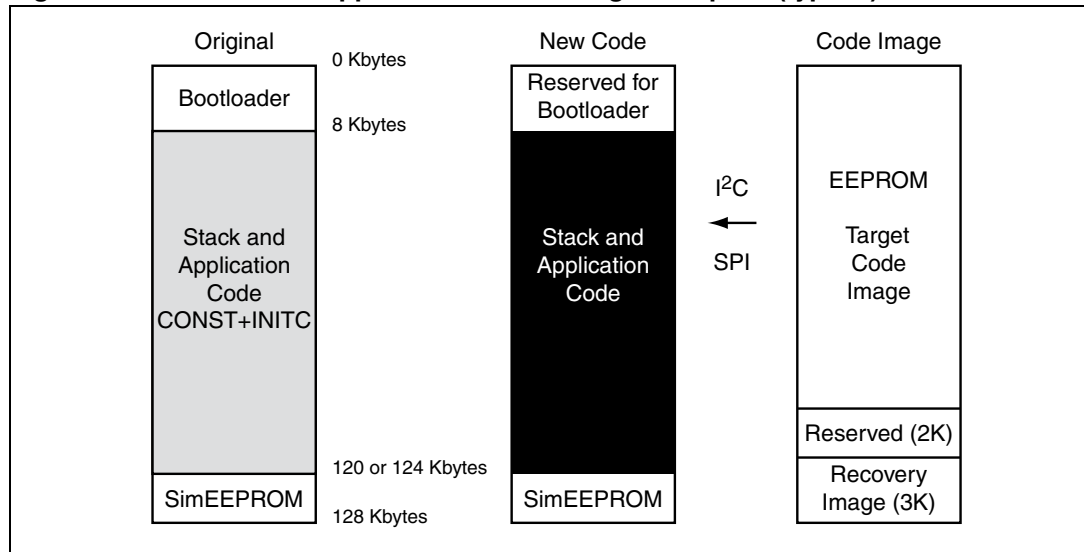 Original
0 Kbytes
Bootloader
8 Kbytes
Stack and
Application
Code
CONST+INITC
120 or 124 Kbytes
SimEEPROM
128 Kbytes
New Code
Reserved for
Bootloader
Stack and
Application
Code
SimEEPROM
I²C
SPI
Code Image
EEPROM
Target
Code
Image
Reserved (2K)
Recovery
Image (3K)